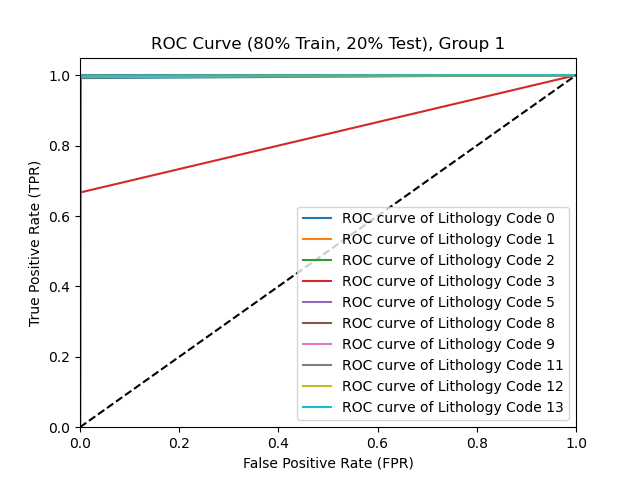 ROC Curve (80% Train, 20% Test), Group 1
1.0
0.8
0.6
0.4
0.2
0.0
True Positive Rate (TPR)
ROC curve of Lithology Code 0
ROC curve of Lithology Code 1
ROC curve of Lithology Code 2
ROC curve of Lithology Code 3
ROC curve of Lithology Code 5
ROC curve of Lithology Code 8
ROC curve of Lithology Code 9
ROC curve of Lithology Code 11
ROC curve of Lithology Code 12
ROC curve of Lithology Code 13
0.0 0.2 0.4 0.6 0.8 1.0
False Positive Rate (FPR)